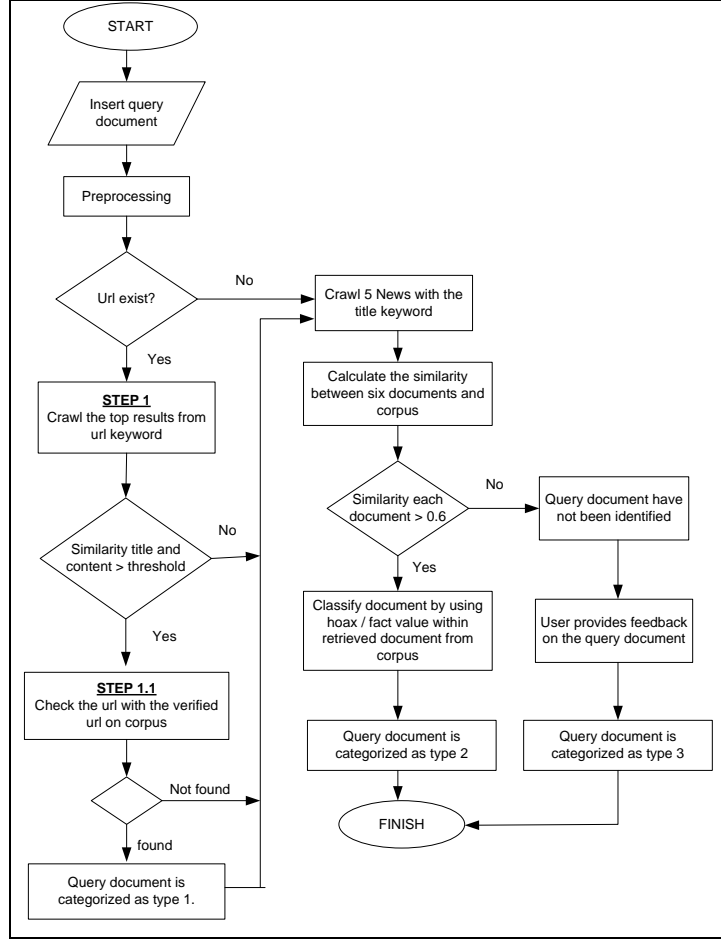 START
Insert query
document
Preprocessing
Url exist?
No
Yes
STEP 1
Crawl the top results from
url keyword
Similarity title and
content > threshold
No
Yes
STEP 1.1
Check the url with the verified
url on corpus
Not found
found
Query document is
categorized as type 1.
Crawl 5 News with the
title keyword
Calculate the similarity
between six documents and
corpus
Similarity each
document > 0.6
No
Yes
Classify document by using
hoax / fact value within
retrieved document from
corpus
Query document is
categorized as type 2
FINISH
Query document have
not been identified
User provides feedback
on the query document
Query document is
categorized as type 3